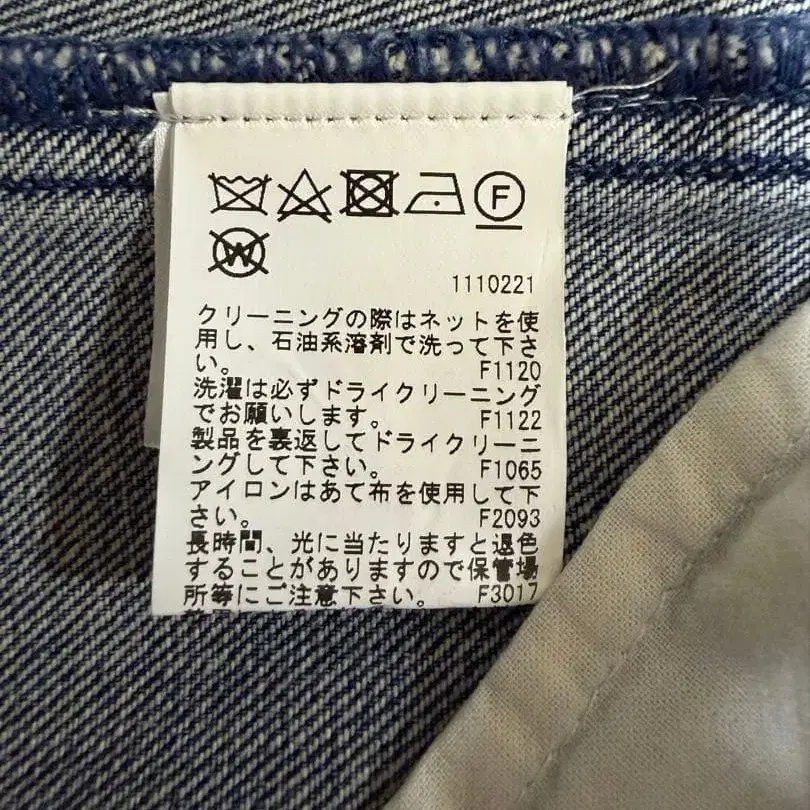 F
W
1110221
クリーニングの際はネットを使
用し、石油系溶剤で洗って下さ
い。 F1120
洗濯は必ずドライクリーニング
でお願いします。 F1122
製品を裏返してドライクリーニ
ングして下さい。 F1065
アイロンはあて布を使用して下
さい。 F2093
長時間、光に当たりますと退色
することがありますので保管場
所等にご注意下さい。 F3017